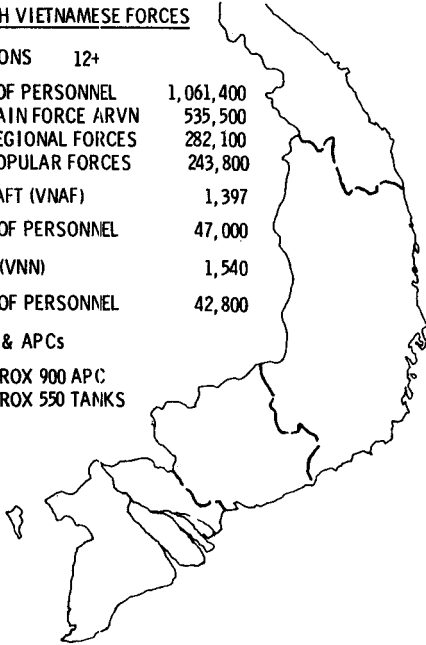 H VIETNAMESE FORCES
ONS 12+
OF PERSONNEL 1,061,400
AIN FORCE ARVN 535,500
EGIONAL FORCES 282,100
OPULAR FORCES 243,800
AFT (VNAF) 1,397
OF PERSONNEL 47,000
(VNN) 1,540
OF PERSONNEL 42,800
& APCs
ROX 900 APC
ROX 550 TANKS